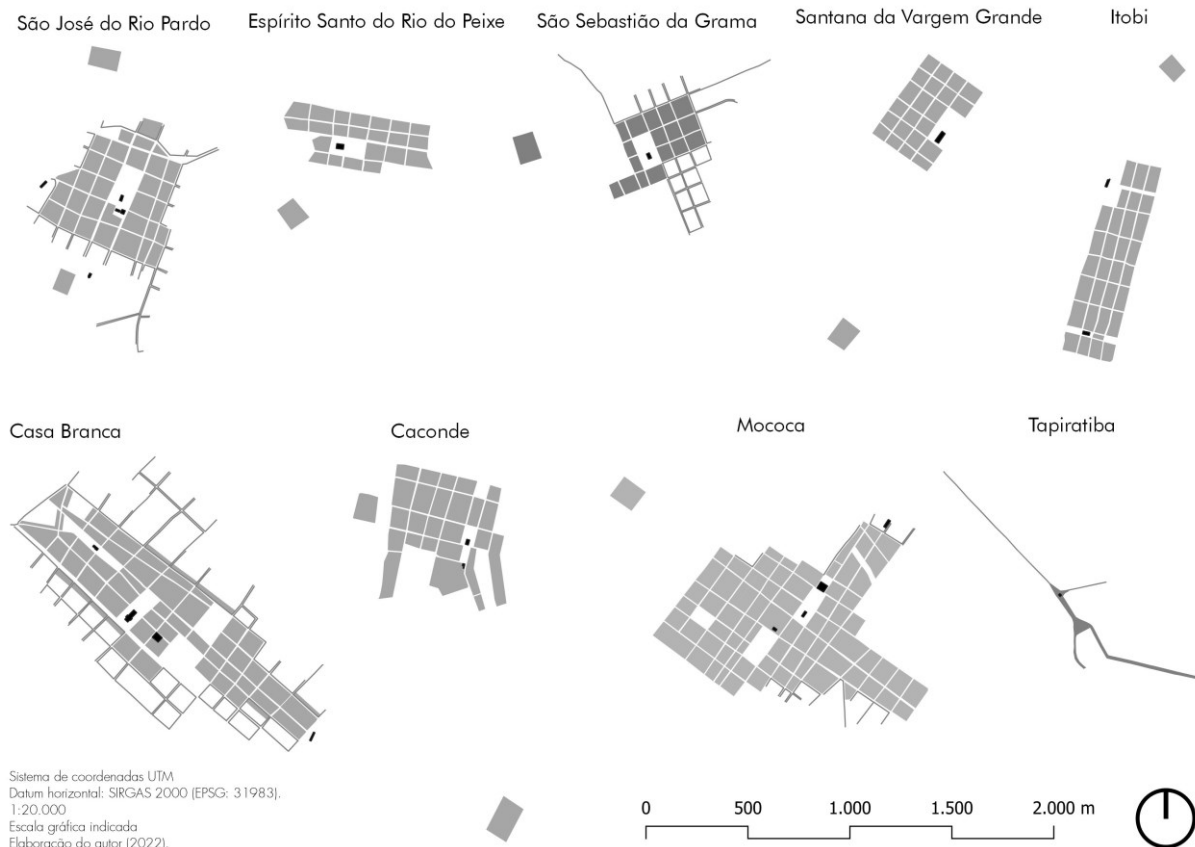 São José do Rio Pardo
Espírito Santo do Rio do Peixe
São Sebastião da Grama
Santana da Vargem Grande
Itobi
Casa Branca
Caconde
Mococa
Tapiratiba
Sistema de coordenadas UTM
Datum horizontal: SIRGAS 2000 (EPSG: 31983).
1:20.000
Escala gráfica indicada
Elaboração do autor (2022).
0 500 1.000 1.500 2.000 m